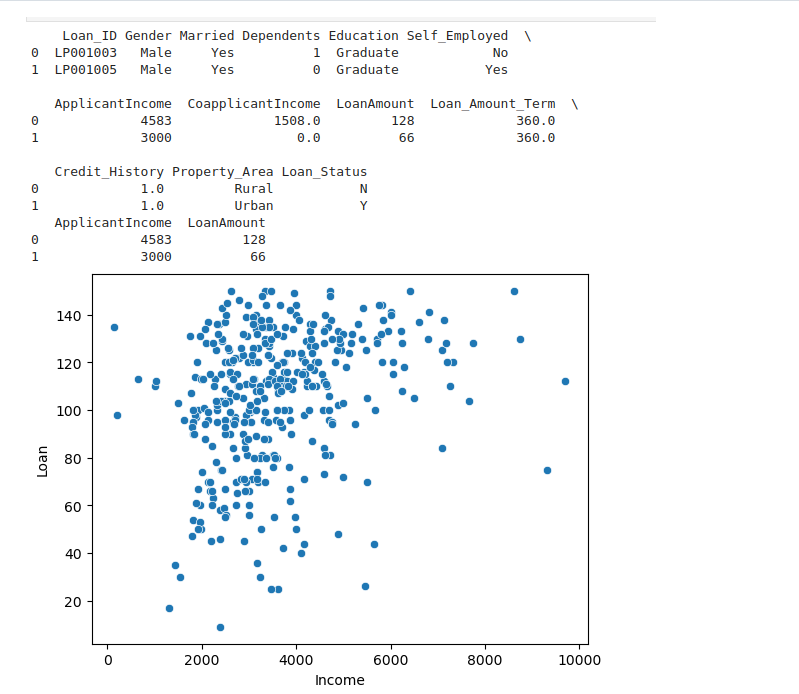 Loan_ID Gender Married Dependents Education Self_Employed \
0 LP001003 Male Yes 1 Graduate No
1 LP001005 Male Yes 0 Graduate Yes
ApplicantIncome CoapplicantIncome LoanAmount Loan_Amount_Term \
0 4583 1508.0 128 360.0
1 3000 0.0 66 360.0
Credit_History Property_Area Loan_Status
0 1.0 Rural N
1 1.0 Urban Y
ApplicantIncome LoanAmount
0 4583 128
1 3000 66
140
120
100
80
60
40
20
Loan
0 2000 4000 6000 8000 10000
Income